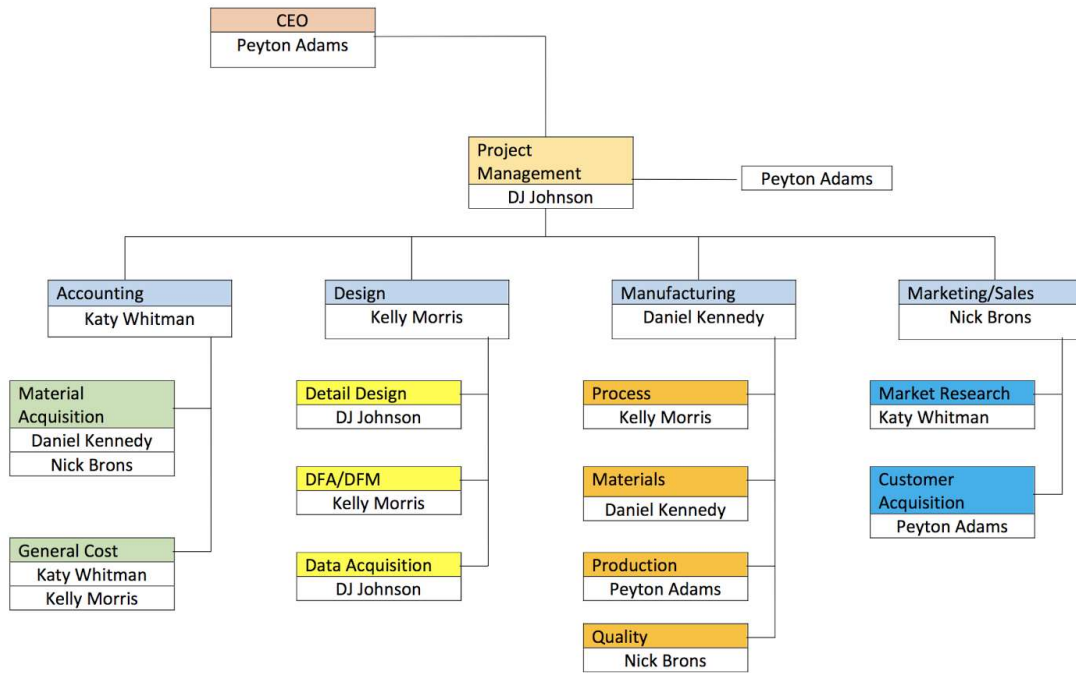 CEO
Peyton Adams
Project
Management
DJ Johnson
Peyton Adams
Accounting
Katy Whitman
Design
Kelly Morris
Manufacturing
Daniel Kennedy
Marketing/Sales
Nick Brons
Material
Acquisition
Daniel Kennedy
Nick Brons
General Cost
Katy Whitman
Kelly Morris
Detail Design
DJ Johnson
DFA/DFM
Kelly Morris
Data Acquisition
DJ Johnson
Process
Kelly Morris
Materials
Daniel Kennedy
Production
Peyton Adams
Quality
Nick Brons
Market Research
Katy Whitman
Customer
Acquisition
Peyton Adams